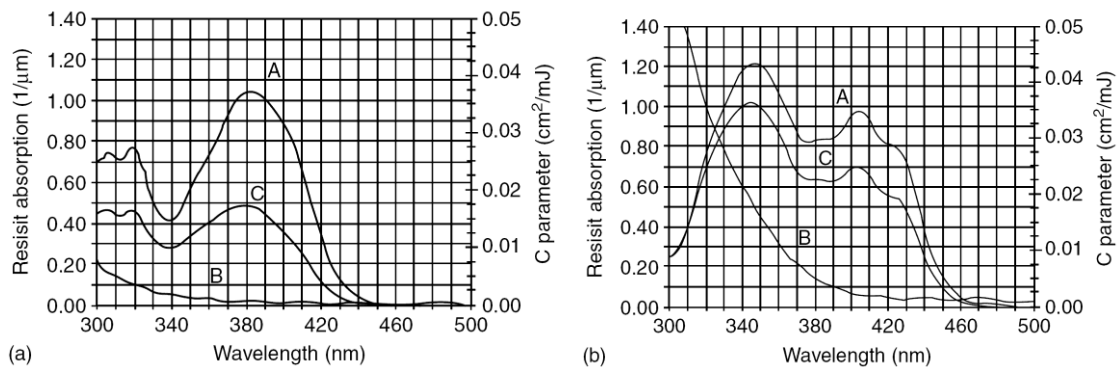 1.40
1.20
1.00
0.80
0.60
0.40
0.20
0.00
Resisit absorption (1/µm)
A
C
B
0.05
0.04
0.03
0.02
0.01
0.00
C parameter (cm²/mJ)
300 340 380 420 460 500
Wavelength (nm)
(a)
1.40
1.20
1.00
0.80
0.60
0.40
0.20
0.00
Resisit absorption (1/µm)
A
C
B
0.05
0.04
0.03
0.02
0.01
0.00
C parameter (cm²/mJ)
300 340 380 420 460 500
Wavelength (nm)
(b)